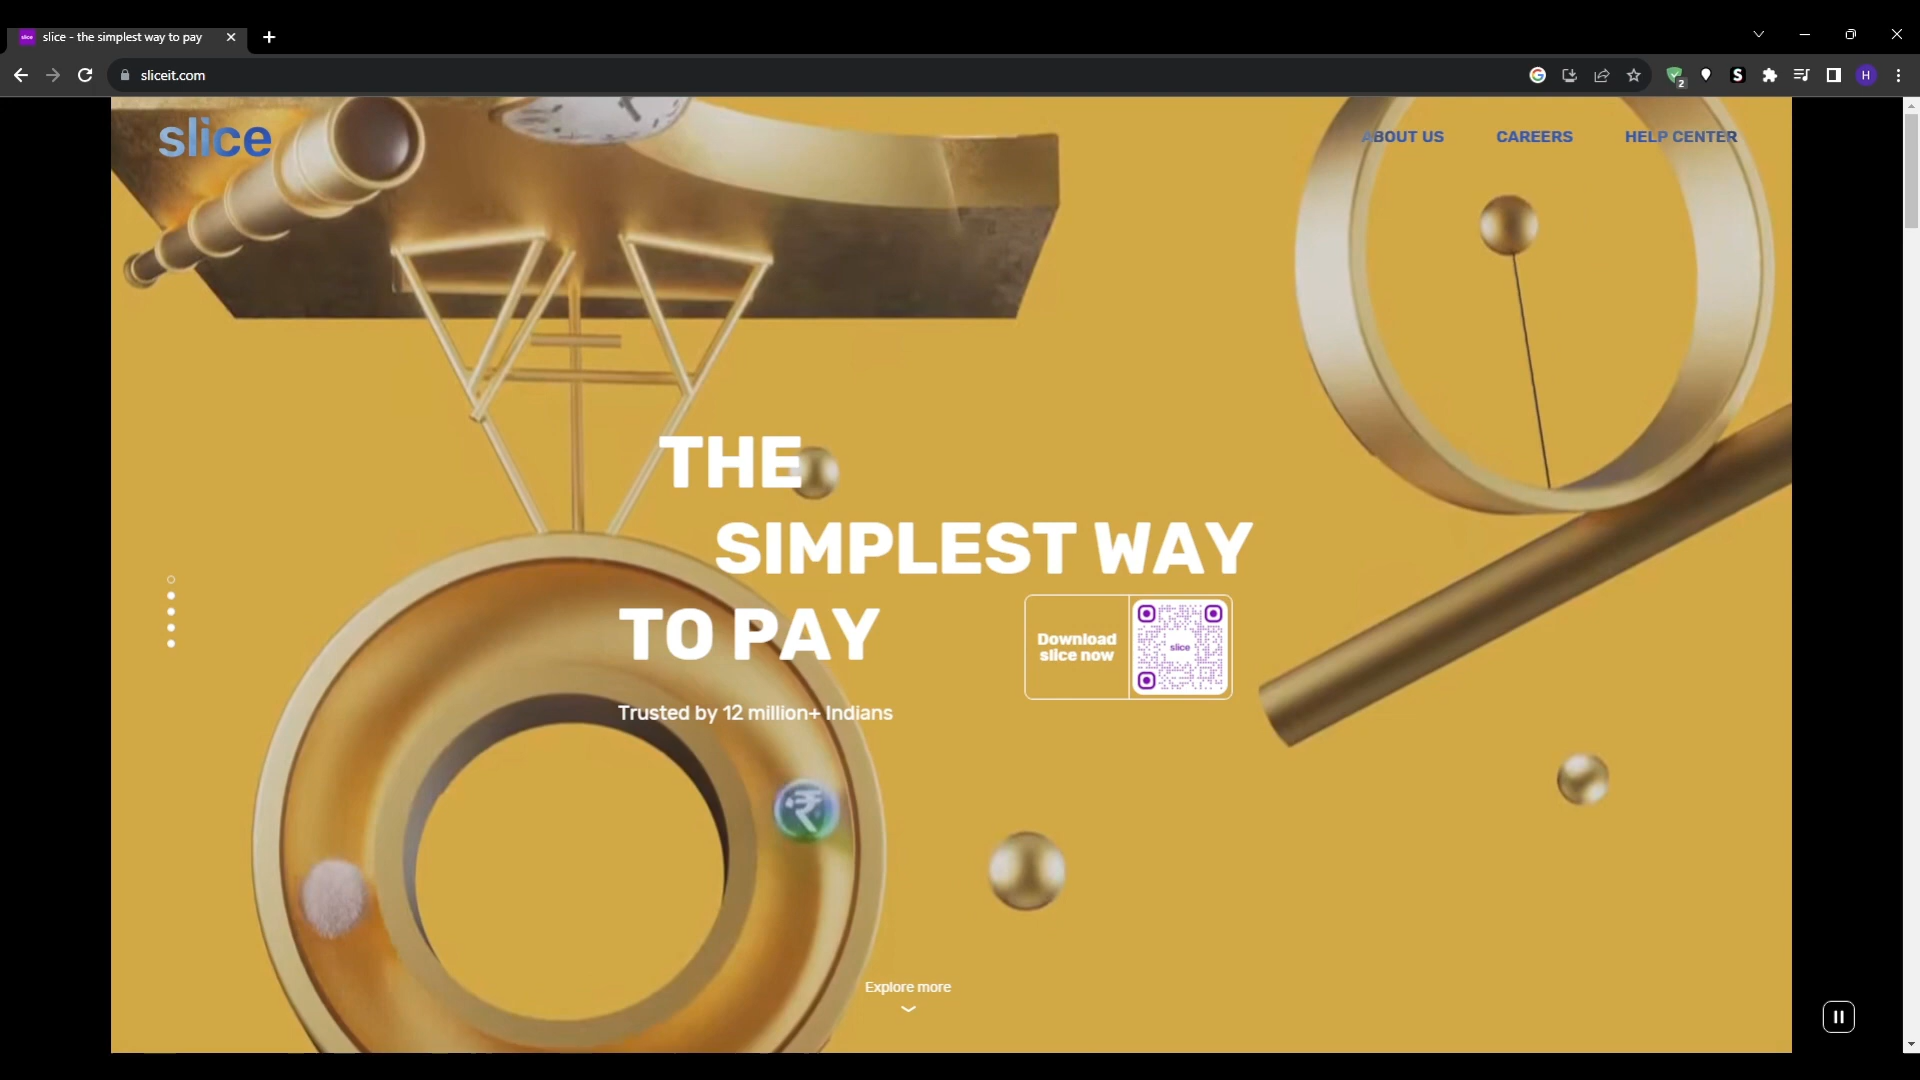 slice - the simplest way to pay
sliceit.com
2
S
H
slice
ABOUT US
CAREERS
HELP CENTER
THE
SIMPLEST WAY
TO PAY
Download
slice now
slice
Trusted by 12 million+ Indians
₹
Explore more